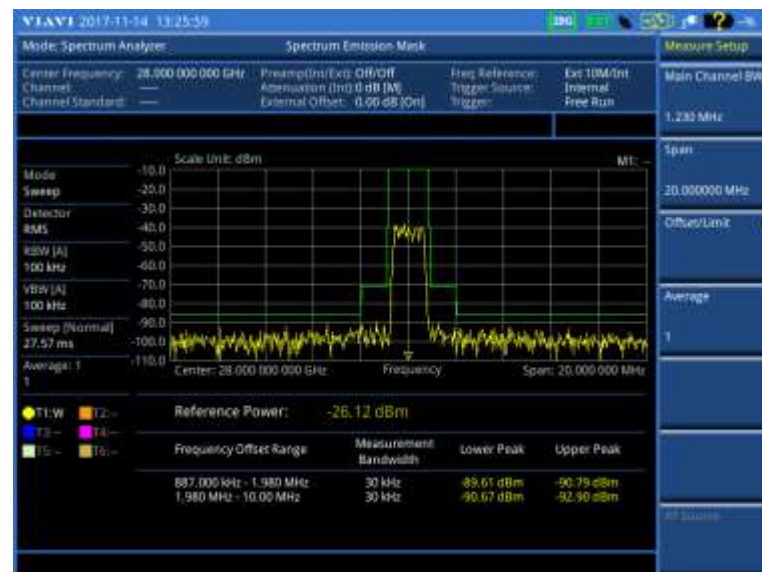 VIAVI 2017-11-14 13:25:59
Mode: Spectrum Analyzer
Spectrum Emission Mask
Measure Setup
Center Frequency: 28.000 000 000 GHz
Channel: ---
Channel Standard: ---
Preamp(Int/Ext): Off/Off
Attenuation (Int): 0 dB [M]
External Offset: 0.00 dB [On]
Freq Reference: Ext 10M/Int
Trigger Source: Internal
Trigger: Free Run
Main Channel BW
1.230 MHz
Span
20.000000 MHz
Offset/Limit
Average
1
Mode
Sweep
Detector
RMS
RBW [A]
100 kHz
VBW [A]
100 kHz
Sweep [Normal]
27.57 ms
Average: 1
1
Scale Unit: dBm
M1: --
-10.0
-20.0
-30.0
-40.0
-50.0
-60.0
-70.0
-80.0
-90.0
-100.0
-110.0
Center: 28.000 000 000 GHz
Frequency
Span: 20.000 000 MHz
T1:W T2:--
T3:-- T4:--
T5:-- T6:--
Reference Power: -26.12 dBm
Frequency Offset Range Measurement Bandwidth Lower Peak Upper Peak
887.000 kHz - 1.980 MHz 30 kHz -89.61 dBm -90.79 dBm
1.980 MHz - 10.00 MHz 30 kHz -90.67 dBm -92.90 dBm